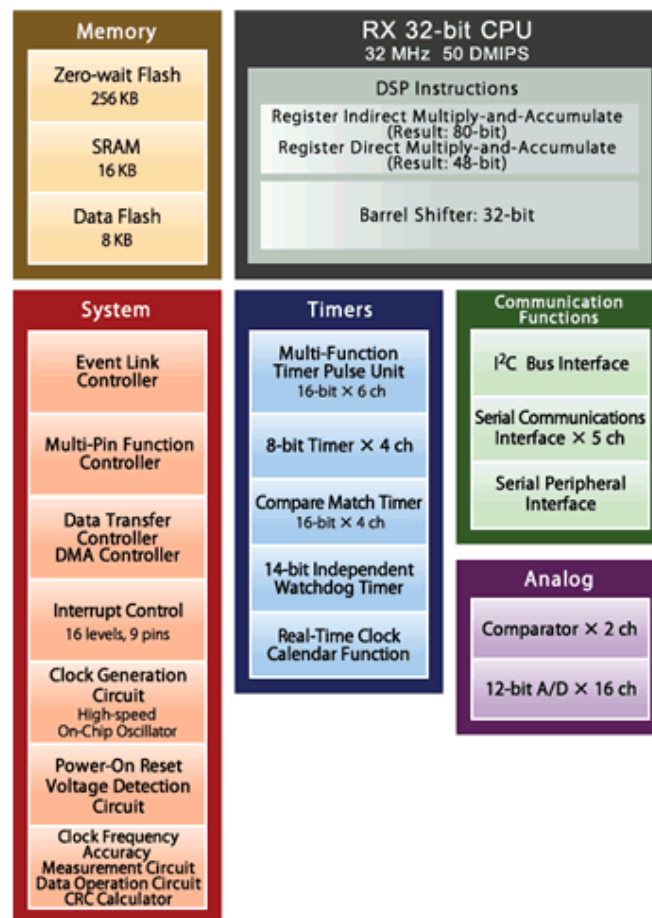 Memory
Zero-wait Flash
256 KB
SRAM
16 KB
Data Flash
8 KB
RX 32-bit CPU
32 MHz 50 DMIPS
DSP Instructions
Register Indirect Multiply-and-Accumulate
(Result: 80-bit)
Register Direct Multiply-and-Accumulate
(Result: 48-bit)
Barrel Shifter: 32-bit
System
Event Link
Controller
Multi-Pin Function
Controller
Data Transfer
Controller
DMA Controller
Interrupt Control
16 levels, 9 pins
Clock Generation
Circuit
High-speed
On-Chip Oscillator
Power-On Reset
Voltage Detection
Circuit
Clock Frequency
Accuracy
Measurement Circuit
Data Operation Circuit
CRC Calculator
Timers
Multi-Function
Timer Pulse Unit
16-bit × 6 ch
8-bit Timer × 4 ch
Compare Match Timer
16-bit × 4 ch
14-bit Independent
Watchdog Timer
Real-Time Clock
Calendar Function
Communication
Functions
I²C Bus Interface
Serial Communications
Interface × 5 ch
Serial Peripheral
Interface
Analog
Comparator × 2 ch
12-bit A/D × 16 ch